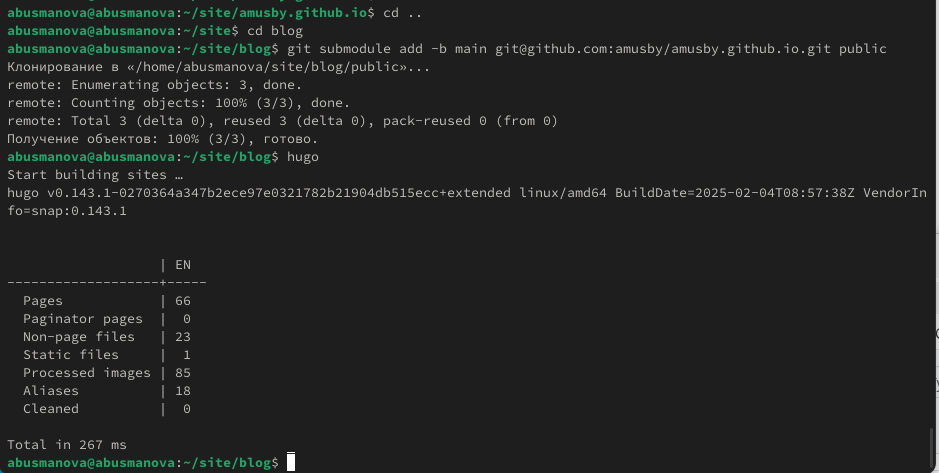 abusmanova@abusmanova:~/site/amusby.github.io$ cd ..
abusmanova@abusmanova:~/site$ cd blog
abusmanova@abusmanova:~/site/blog$ git submodule add -b main git@github.com:amusby/amusby.github.io.git public
Клонирование в «/home/abusmanova/site/blog/public»...
remote: Enumerating objects: 3, done.
remote: Counting objects: 100% (3/3), done.
remote: Total 3 (delta 0), reused 3 (delta 0), pack-reused 0 (from 0)
Получение объектов: 100% (3/3), готово.
abusmanova@abusmanova:~/site/blog$ hugo
Start building sites …
hugo v0.143.1-0270364a347b2ece97e0321782b21904db515ecc+extended linux/amd64 BuildDate=2025-02-04T08:57:38Z VendorIn
fo=snap:0.143.1
                   | EN
-------------------+-----
  Pages            | 66
  Paginator pages  |  0
  Non-page files   | 23
  Static files     |  1
  Processed images | 85
  Aliases          | 18
  Cleaned          |  0
Total in 267 ms
abusmanova@abusmanova:~/site/blog$